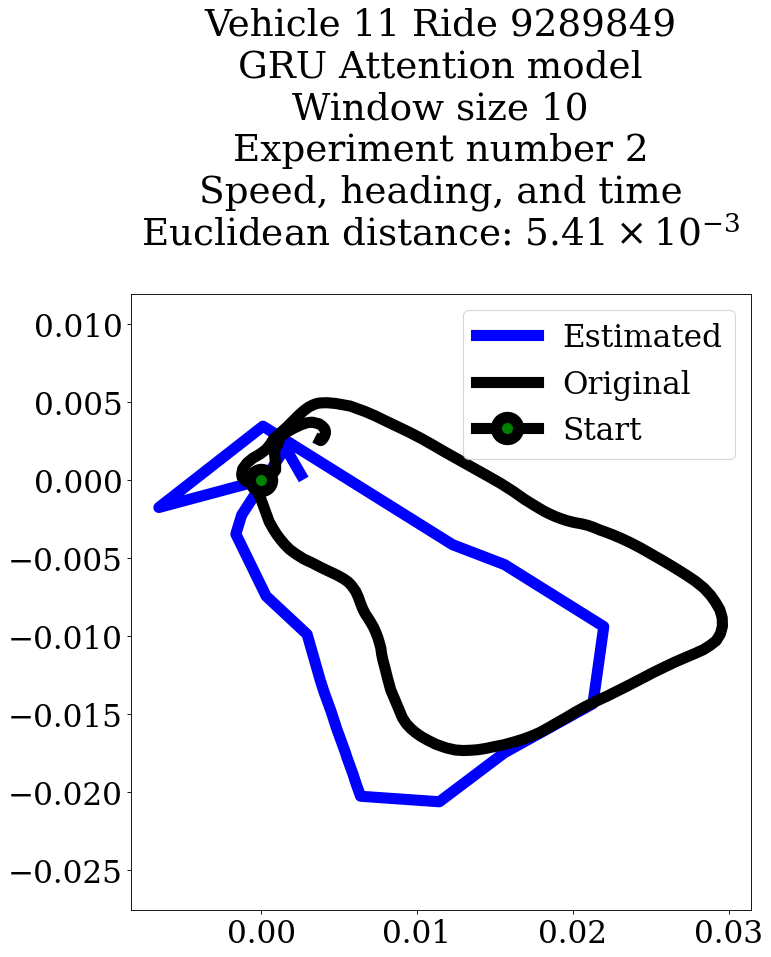 Vehicle 11 Ride 9289849
GRU Attention model
Window size 10
Experiment number 2
Speed, heading, and time
Euclidean distance: 5.41 × 10⁻³
Estimated
Original
Start
0.010
0.005
0.000
−0.005
−0.010
−0.015
−0.020
−0.025
0.00 0.01 0.02 0.03